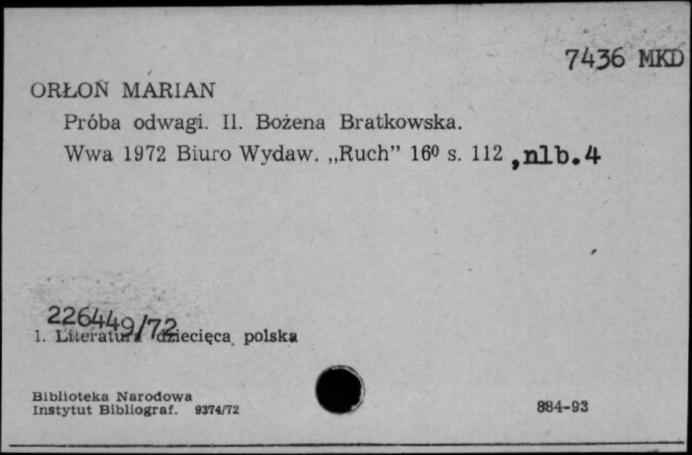 7436 MKD
ORŁOŃ MARIAN
Próba odwagi. Il. Bożena Bratkowska.
Wwa 1972 Biuro Wydaw. „Ruch” 16⁰ s. 112 ,nlb.4
226449/72
1. Literatura dziecięca polska
Biblioteka Narodowa
Instytut Bibliograf. 9374/72
884-93